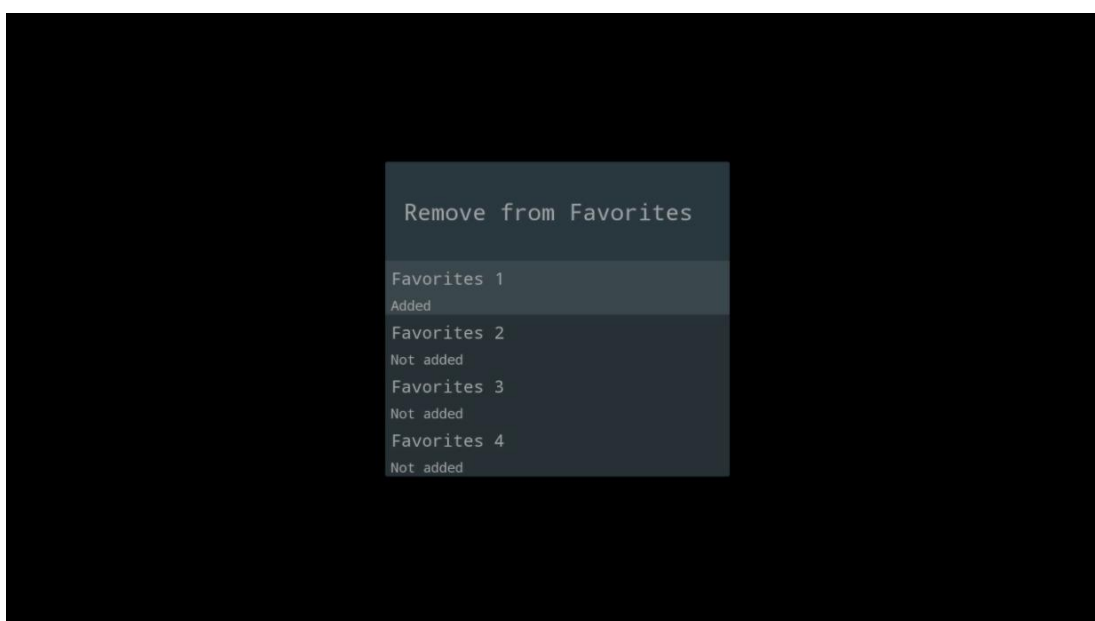 Remove from Favorites
Favorites 1
Added
Favorites 2
Not added
Favorites 3
Not added
Favorites 4
Not added